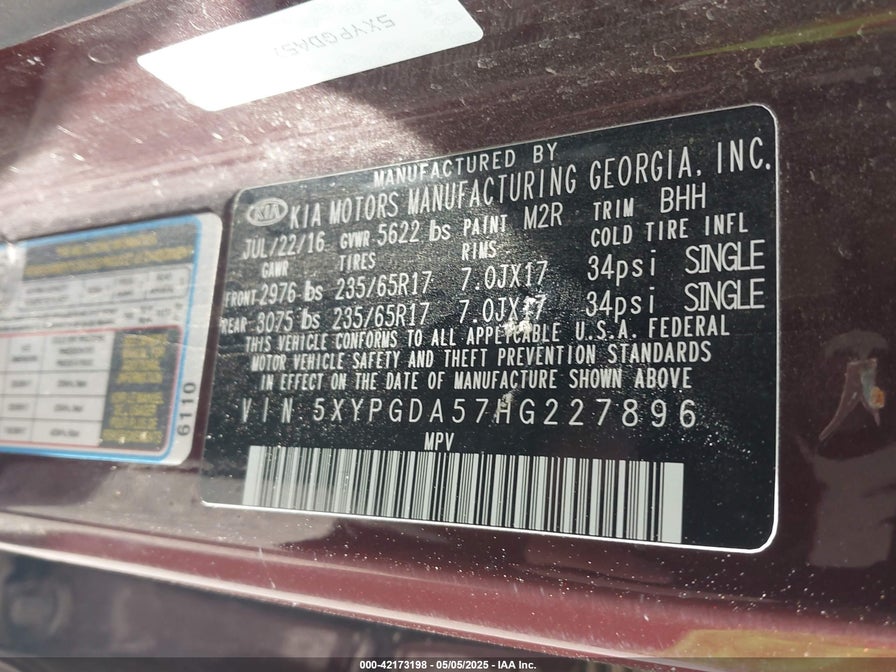 5XYPGDA5
MANUFACTURED BY
KIA KIA MOTORS MANUFACTURING GEORGIA, INC.
JUL/22/16 GVWR 5622 lbs PAINT M2R TRIM BHH
GAWR TIRES RIMS COLD TIRE INFL
FRONT 2976 lbs 235/65R17 7.0JX17 34psi SINGLE
REAR 3075 lbs 235/65R17 7.0JX17 34psi SINGLE
THIS VEHICLE CONFORMS TO ALL APPLICABLE U.S.A. FEDERAL
MOTOR VEHICLE SAFETY AND THEFT PREVENTION STANDARDS
IN EFFECT ON THE DATE OF MANUFACTURE SHOWN ABOVE
VIN 5XYPGDA57HG227896
MPV
6110
000-42173198 - 05/05/2025 - IAA Inc.